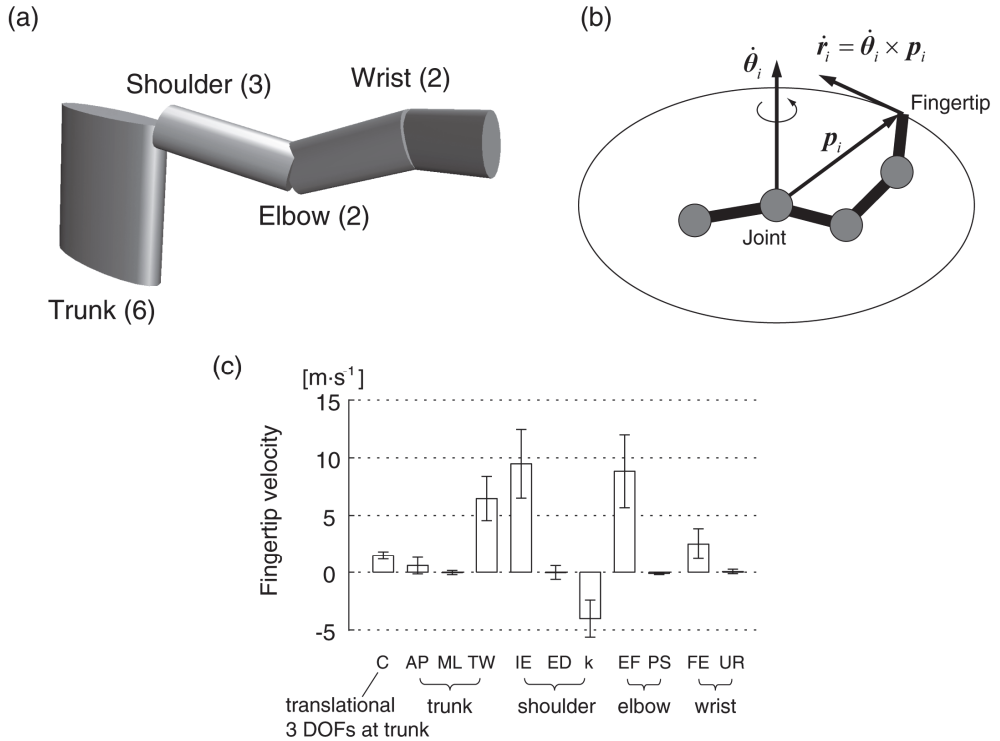 (a)
Shoulder (3)
Wrist (2)
Elbow (2)
Trunk (6)
(b)
θ̇ᵢ
ṙᵢ = θ̇ᵢ × pᵢ
Fingertip
pᵢ
Joint
(c)
[m·s⁻¹]
Fingertip velocity
15
10
5
0
-5
C AP ML TW IE ED k EF PS FE UR
translational
3 DOFs at trunk
trunk
shoulder
elbow
wrist